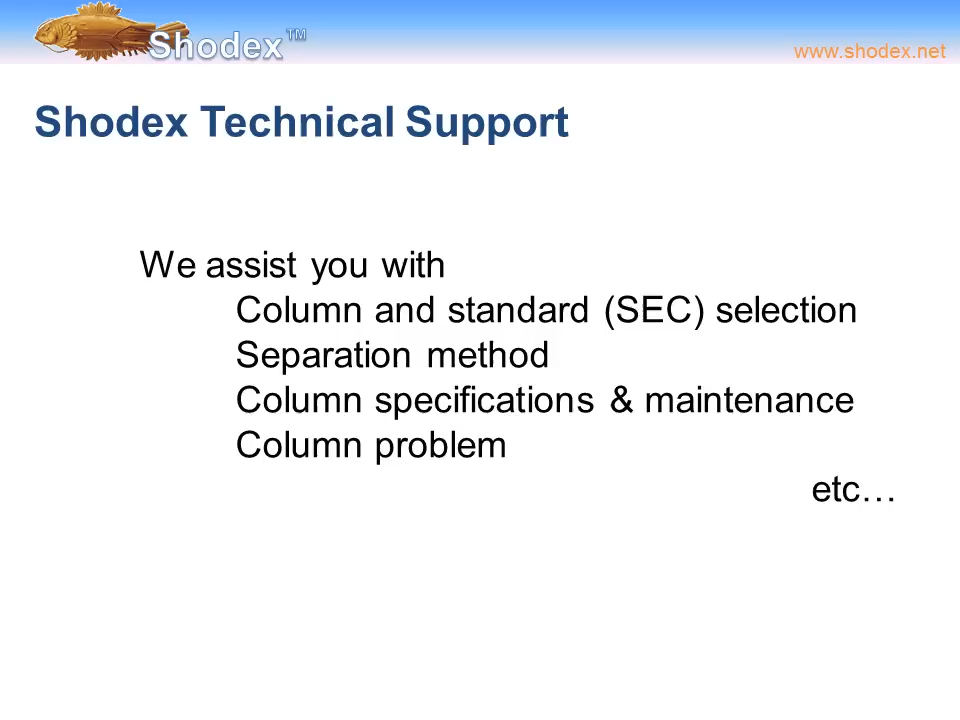 Shodex™
www.shodex.net
Shodex Technical Support
We assist you with
Column and standard (SEC) selection
Separation method
Column specifications & maintenance
Column problem
etc…